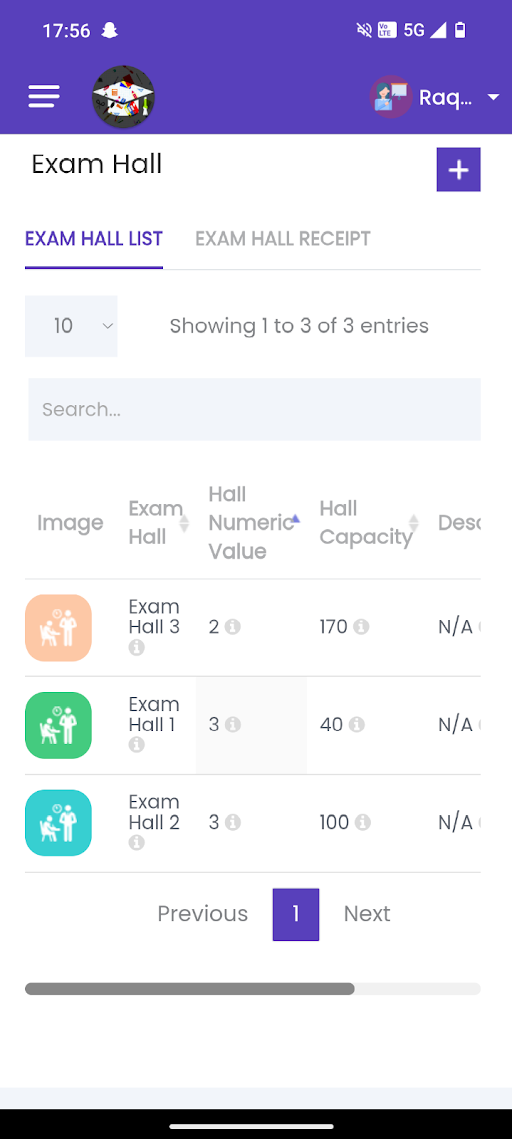 17:56
Vo LTE 5G
Raq...
Exam Hall
+
EXAM HALL LIST EXAM HALL RECEIPT
10 Showing 1 to 3 of 3 entries
Search...
Image Exam Hall Hall Numeric Value Hall Capacity Desc
Exam Hall 3 2 170 N/A
Exam Hall 1 3 40 N/A
Exam Hall 2 3 100 N/A
Previous 1 Next